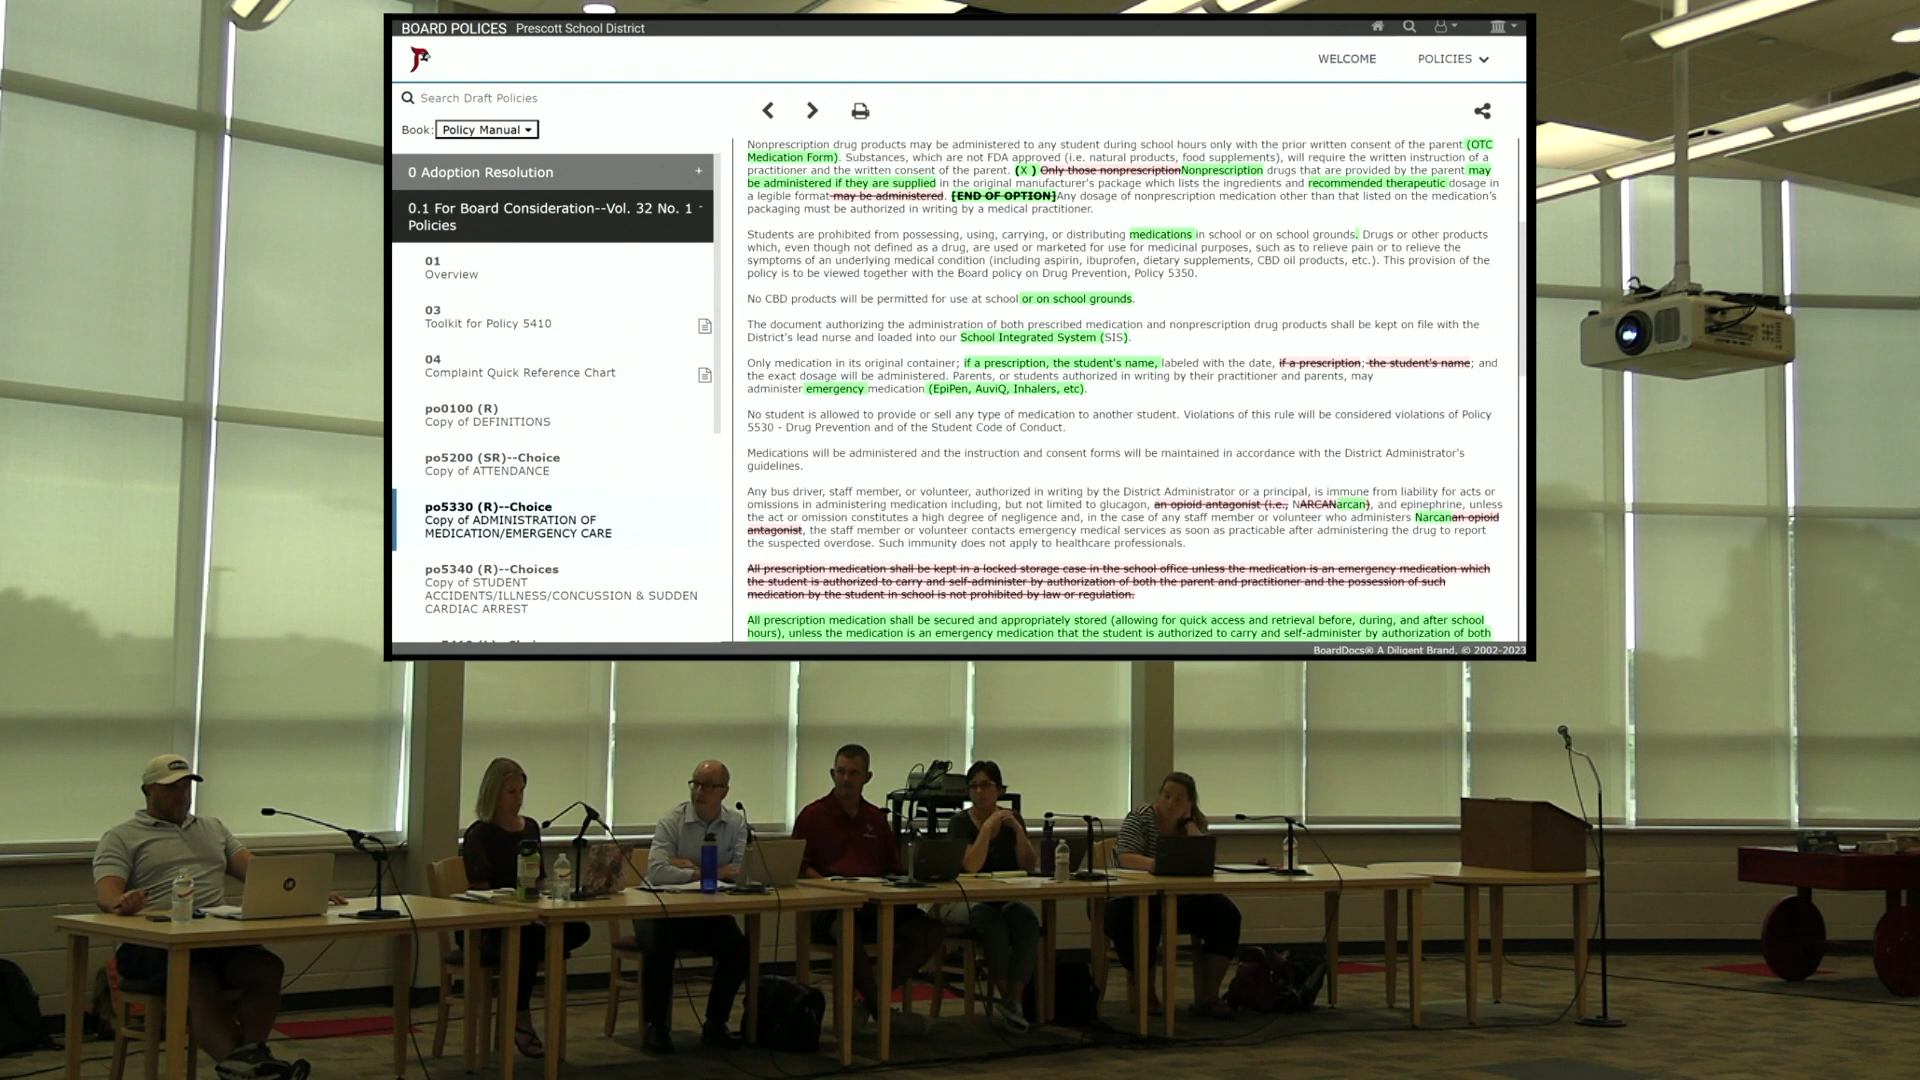 BOARD POLICES Prescott School District
WELCOME
POLICIES
Search Draft Policies
Book: Policy Manual
0 Adoption Resolution +
0.1 For Board Consideration--Vol. 32 No. 1 -
Policies
01
Overview
03
Toolkit for Policy 5410
04
Complaint Quick Reference Chart
po0100 (R)
Copy of DEFINITIONS
po5200 (SR)--Choice
Copy of ATTENDANCE
po5330 (R)--Choice
Copy of ADMINISTRATION OF
MEDICATION/EMERGENCY CARE
po5340 (R)--Choices
Copy of STUDENT
ACCIDENTS/ILLNESS/CONCUSSION & SUDDEN
CARDIAC ARREST
Nonprescription drug products may be administered to any student during school hours only with the prior written consent of the parent (OTC
Medication Form). Substances, which are not FDA approved (i.e. natural products, food supplements), will require the written instruction of a
practitioner and the written consent of the parent. (X ) Only those nonprescriptionNonprescription drugs that are provided by the parent may
be administered if they are supplied in the original manufacturer's package which lists the ingredients and recommended therapeutic dosage in
a legible format may be administered. [END OF OPTION]Any dosage of nonprescription medication other than that listed on the medication's
packaging must be authorized in writing by a medical practitioner.
Students are prohibited from possessing, using, carrying, or distributing medications in school or on school grounds. Drugs or other products
which, even though not defined as a drug, are used or marketed for use for medicinal purposes, such as to relieve pain or to relieve the
symptoms of an underlying medical condition (including aspirin, ibuprofen, dietary supplements, CBD oil products, etc.). This provision of the
policy is to be viewed together with the Board policy on Drug Prevention, Policy 5350.
No CBD products will be permitted for use at school or on school grounds.
The document authorizing the administration of both prescribed medication and nonprescription drug products shall be kept on file with the
District's lead nurse and loaded into our School Integrated System (SIS).
Only medication in its original container; if a prescription, the student's name, labeled with the date, if a prescription; the student's name; and
the exact dosage will be administered. Parents, or students authorized in writing by their practitioner and parents, may
administer emergency medication (EpiPen, AuviQ, Inhalers, etc).
No student is allowed to provide or sell any type of medication to another student. Violations of this rule will be considered violations of Policy
5530 - Drug Prevention and of the Student Code of Conduct.
Medications will be administered and the instruction and consent forms will be maintained in accordance with the District Administrator's
guidelines.
Any bus driver, staff member, or volunteer, authorized in writing by the District Administrator or a principal, is immune from liability for acts or
omissions in administering medication including, but not limited to glucagon, an opioid antagonist (i.e., NARCANarcan), and epinephrine, unless
the act or omission constitutes a high degree of negligence and, in the case of any staff member or volunteer who administers Narcanan opioid
antagonist, the staff member or volunteer contacts emergency medical services as soon as practicable after administering the drug to report
the suspected overdose. Such immunity does not apply to healthcare professionals.
All prescription medication shall be kept in a locked storage case in the school office unless the medication is an emergency medication which
the student is authorized to carry and self-administer by authorization of both the parent and practitioner and the possession of such
medication by the student in school is not prohibited by law or regulation.
All prescription medication shall be secured and appropriately stored (allowing for quick access and retrieval before, during, and after school
hours), unless the medication is an emergency medication that the student is authorized to carry and self-administer by authorization of both
BoardDocs® A Diligent Brand, © 2002-2023